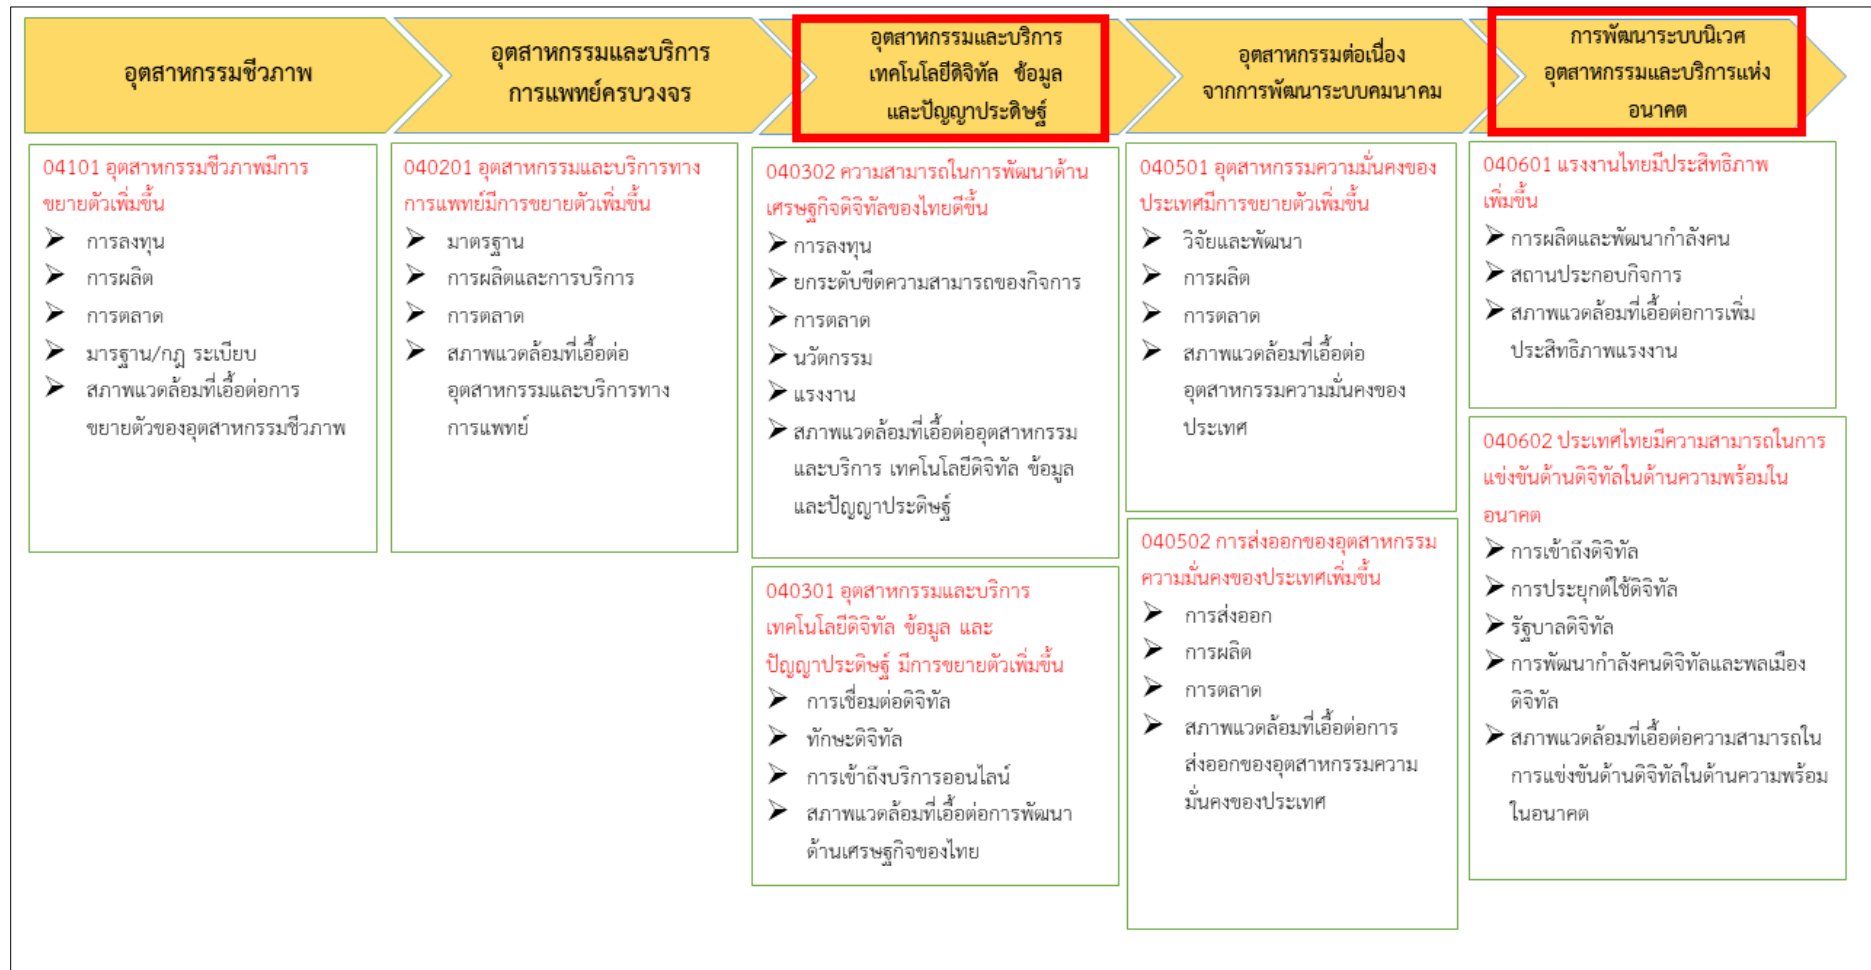 อุตสาหกรรมชีวภาพ
อุตสาหกรรมและบริการ
การแพทย์ครบวงจร
อุตสาหกรรมและบริการ
เทคโนโลยีดิจิทัล ข้อมูล
และปัญญาประดิษฐ์
อุตสาหกรรมต่อเนื่อง
จากการพัฒนาระบบคมนาคม
การพัฒนาระบบนิเวศ
อุตสาหกรรมและบริการแห่ง
อนาคต
04101 อุตสาหกรรมชีวภาพมีการ
ขยายตัวเพิ่มขึ้น
➤ การลงทุน
➤ การผลิต
➤ การตลาด
➤ มารฐาน/กฎ ระเบียบ
➤ สภาพแวดล้อมที่เอื้อต่อการ
ขยายตัวของอุตสาหกรรมชีวภาพ
040201 อุตสาหกรรมและบริการทาง
การแพทย์มีการขยายตัวเพิ่มขึ้น
➤ มาตรฐาน
➤ การผลิตและการบริการ
➤ การตลาด
➤ สภาพแวดล้อมที่เอื้อต่อ
อุตสาหกรรมและบริการทาง
การแพทย์
040302 ความสามารถในการพัฒนาด้าน
เศรษฐกิจดิจิทัลของไทยดีขึ้น
➤ การลงทุน
➤ ยกระดับขีดความสามารถของกิจการ
➤ การตลาด
➤ นวัตกรรม
➤ แรงงาน
➤ สภาพแวดล้อมที่เอื้อต่ออุตสาหกรรม
และบริการ เทคโนโลยีดิจิทัล ข้อมูล
และปัญญาประดิษฐ์
040301 อุตสาหกรรมและบริการ
เทคโนโลยีดิจิทัล ข้อมูล และ
ปัญญาประดิษฐ์ มีการขยายตัวเพิ่มขึ้น
➤ การเชื่อมต่อดิจิทัล
➤ ทักษะดิจิทัล
➤ การเข้าถึงบริการออนไลน์
➤ สภาพแวดล้อมที่เอื้อต่อการพัฒนา
ด้านเศรษฐกิจของไทย
040501 อุตสาหกรรมความมั่นคงของ
ประเทศมีการขยายตัวเพิ่มขึ้น
➤ วิจัยและพัฒนา
➤ การผลิต
➤ การตลาด
➤ สภาพแวดล้อมที่เอื้อต่อ
อุตสาหกรรมความมั่นคงของ
ประเทศ
040502 การส่งออกของอุตสาหกรรม
ความมั่นคงของประเทศเพิ่มขึ้น
➤ การส่งออก
➤ การผลิต
➤ การตลาด
➤ สภาพแวดล้อมที่เอื้อต่อการ
ส่งออกของอุตสาหกรรมความ
มั่นคงของประเทศ
040601 แรงงานไทยมีประสิทธิภาพ
เพิ่มขึ้น
➤ การผลิตและพัฒนากำลังคน
➤ สถานประกอบกิจการ
➤ สภาพแวดล้อมที่เอื้อต่อการเพิ่ม
ประสิทธิภาพแรงงาน
040602 ประเทศไทยมีความสามารถในการ
แข่งขันด้านดิจิทัลในด้านความพร้อมใน
อนาคต
➤ การเข้าถึงดิจิทัล
➤ การประยุกต์ใช้ดิจิทัล
➤ รัฐบาลดิจิทัล
➤ การพัฒนากำลังคนดิจิทัลและพลเมือง
ดิจิทัล
➤ สภาพแวดล้อมที่เอื้อต่อความสามารถใน
การแข่งขันด้านดิจิทัลในด้านความพร้อม
ในอนาคต